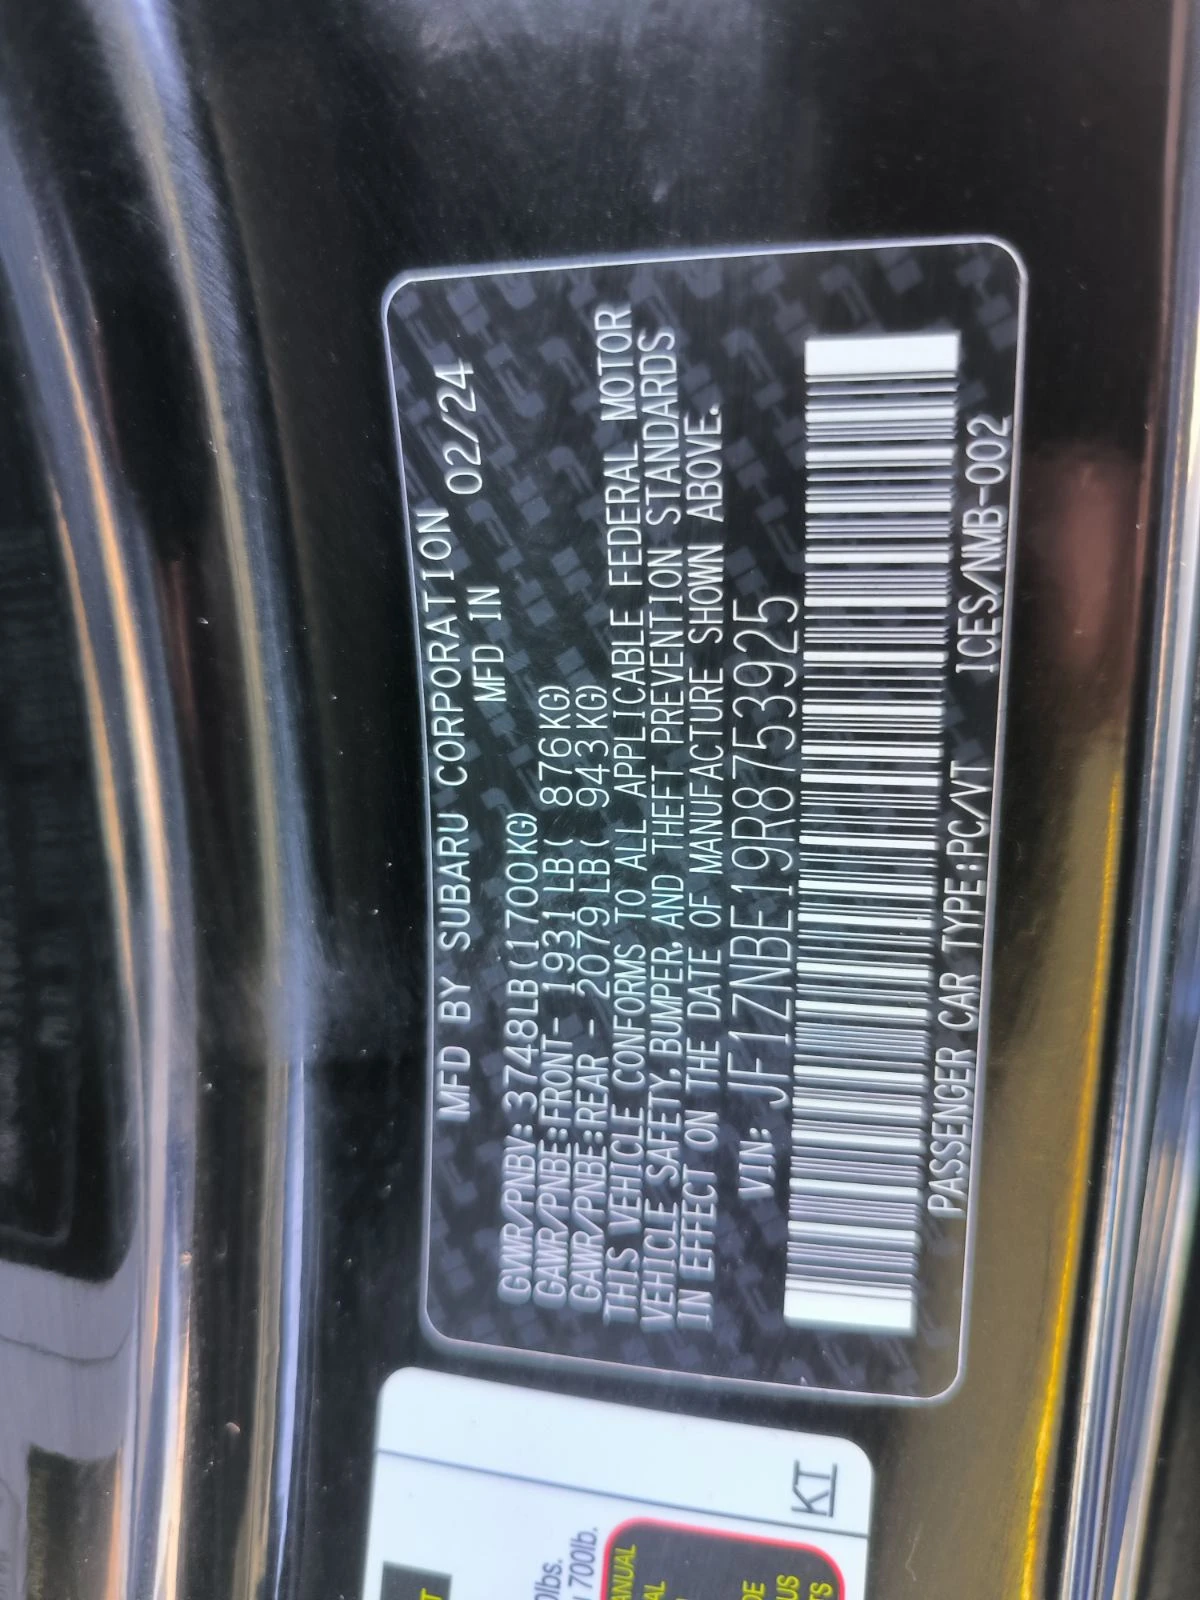 MFD BY SUBARU CORPORATION
MFD IN 02/24
GVWR/PNBV: 3748LB(1700KG)
GAWR/PNBE:FRONT- 1931LB( 876KG)
GAWR/PNBE:REAR - 2079LB( 943KG)
THIS VEHICLE CONFORMS TO ALL APPLICABLE FEDERAL MOTOR
VEHICLE SAFETY,BUMPER,AND THEFT PREVENTION STANDARDS
IN EFFECT ON THE DATE OF MANUFACTURE SHOWN ABOVE.
VIN: JF1ZNBE19R8753925
PASSENGER CAR TYPE:PC/VT ICES/NMB-002
KT
700lb.